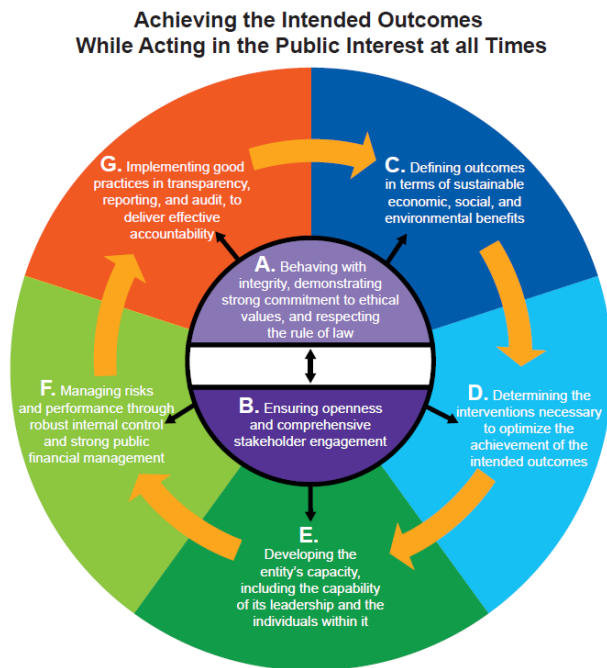 Achieving the Intended Outcomes
While Acting in the Public Interest at all Times
G. Implementing good
practices in transparency,
reporting, and audit, to
deliver effective
accountability
C. Defining outcomes
in terms of sustainable
economic, social, and
environmental benefits
A. Behaving with
integrity, demonstrating
strong commitment to ethical
values, and respecting
the rule of law
B. Ensuring openness
and comprehensive
stakeholder engagement
F. Managing risks
and performance through
robust internal control
and strong public
financial management
D. Determining the
interventions necessary
to optimize the
achievement of the
intended outcomes
E.
Developing the
entity's capacity,
including the capability
of its leadership and the
individuals within it